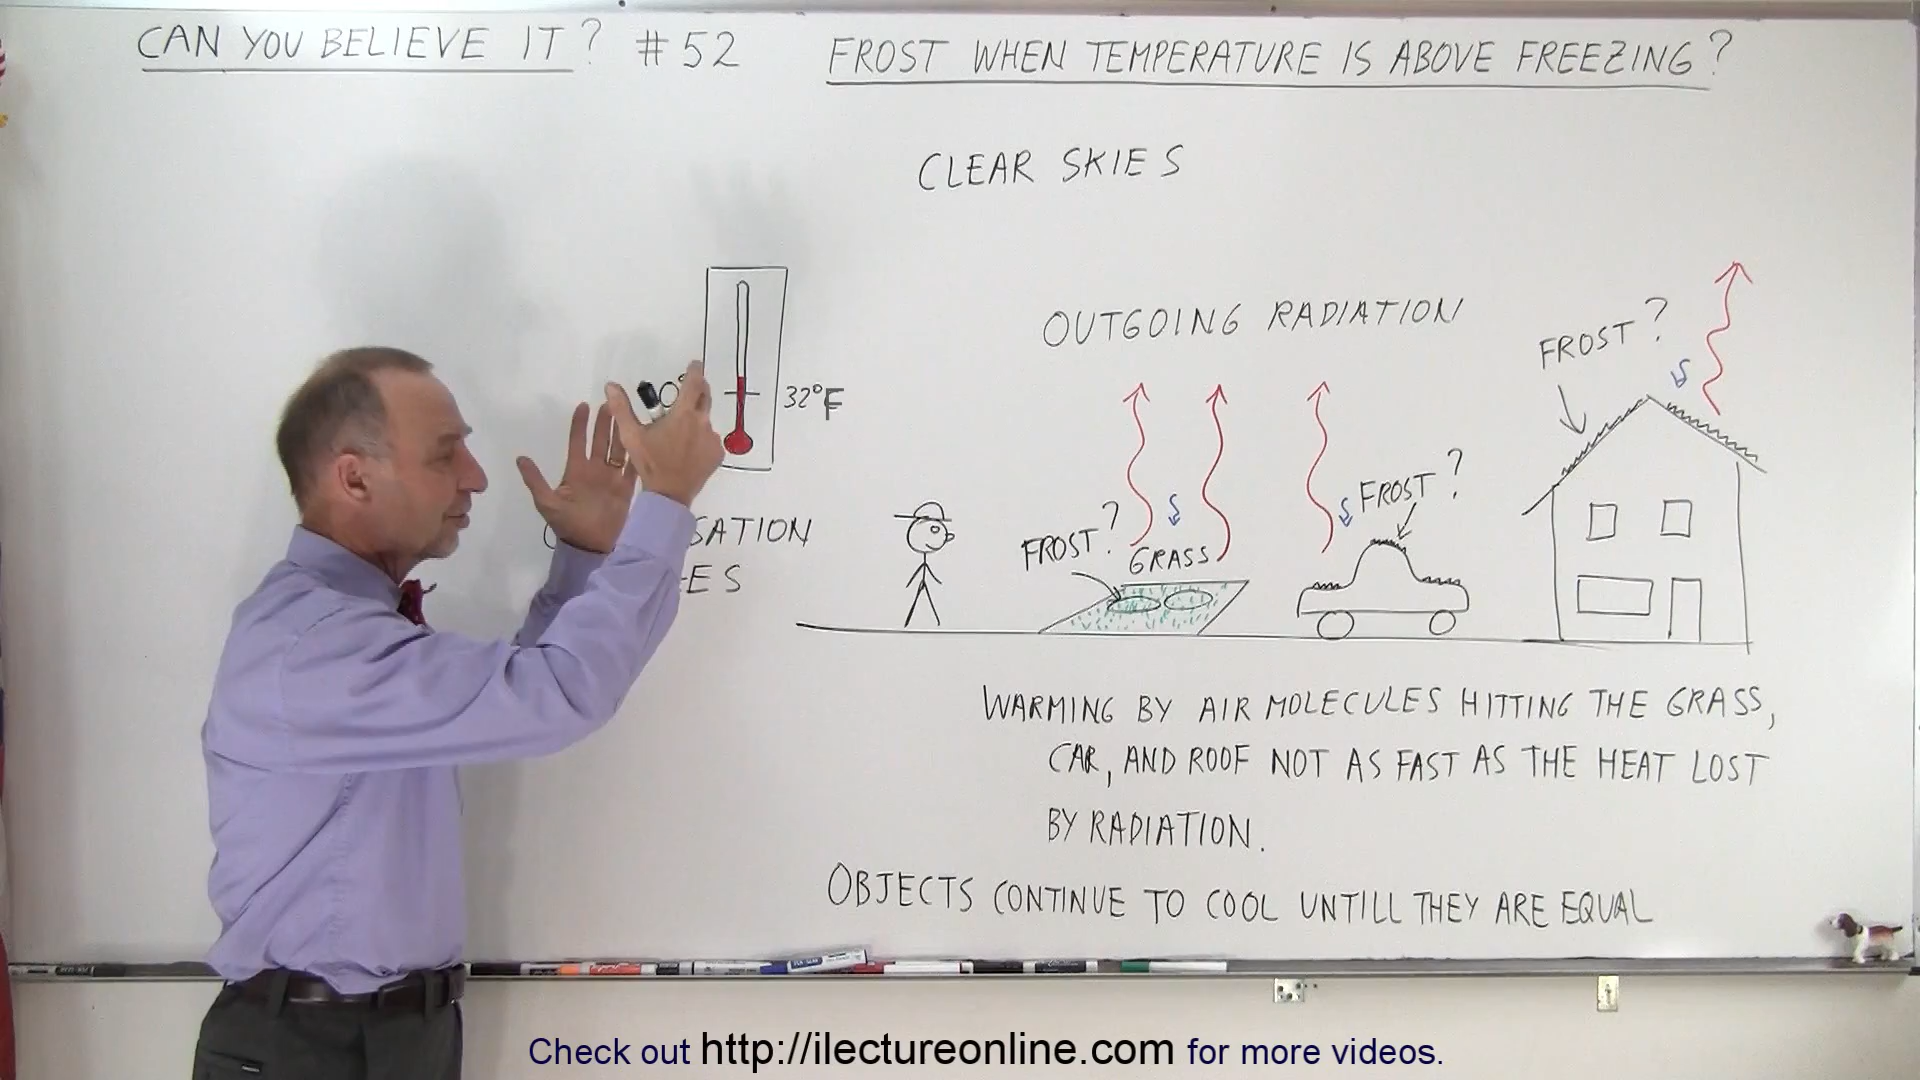 CAN YOU BELIEVE IT? #52 FROST WHEN TEMPERATURE IS ABOVE FREEZING?
CLEAR SKIES
OUTGOING RADIATION
FROST?
32°F
FROST?
FROST?
GRASS
WARMING BY AIR MOLECULES HITTING THE GRASS,
CAR, AND ROOF NOT AS FAST AS THE HEAT LOST
BY RADIATION.
OBJECTS CONTINUE TO COOL UNTILL THEY ARE EQUAL
Check out http://ilectureonline.com for more videos.